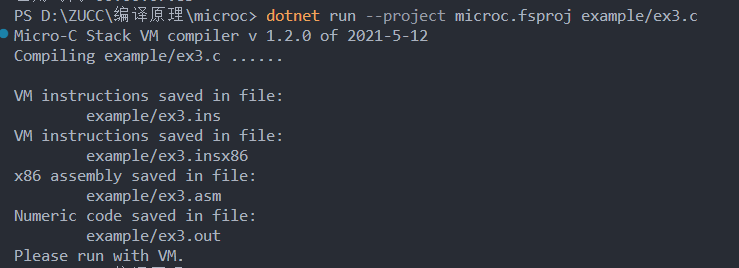 PS D:\ZUCC\编译原理\microc> dotnet run --project microc.fsproj example/ex3.c
Micro-C Stack VM compiler v 1.2.0 of 2021-5-12
Compiling example/ex3.c ......
VM instructions saved in file:
example/ex3.ins
VM instructions saved in file:
example/ex3.insx86
x86 assembly saved in file:
example/ex3.asm
Numeric code saved in file:
example/ex3.out
Please run with VM.